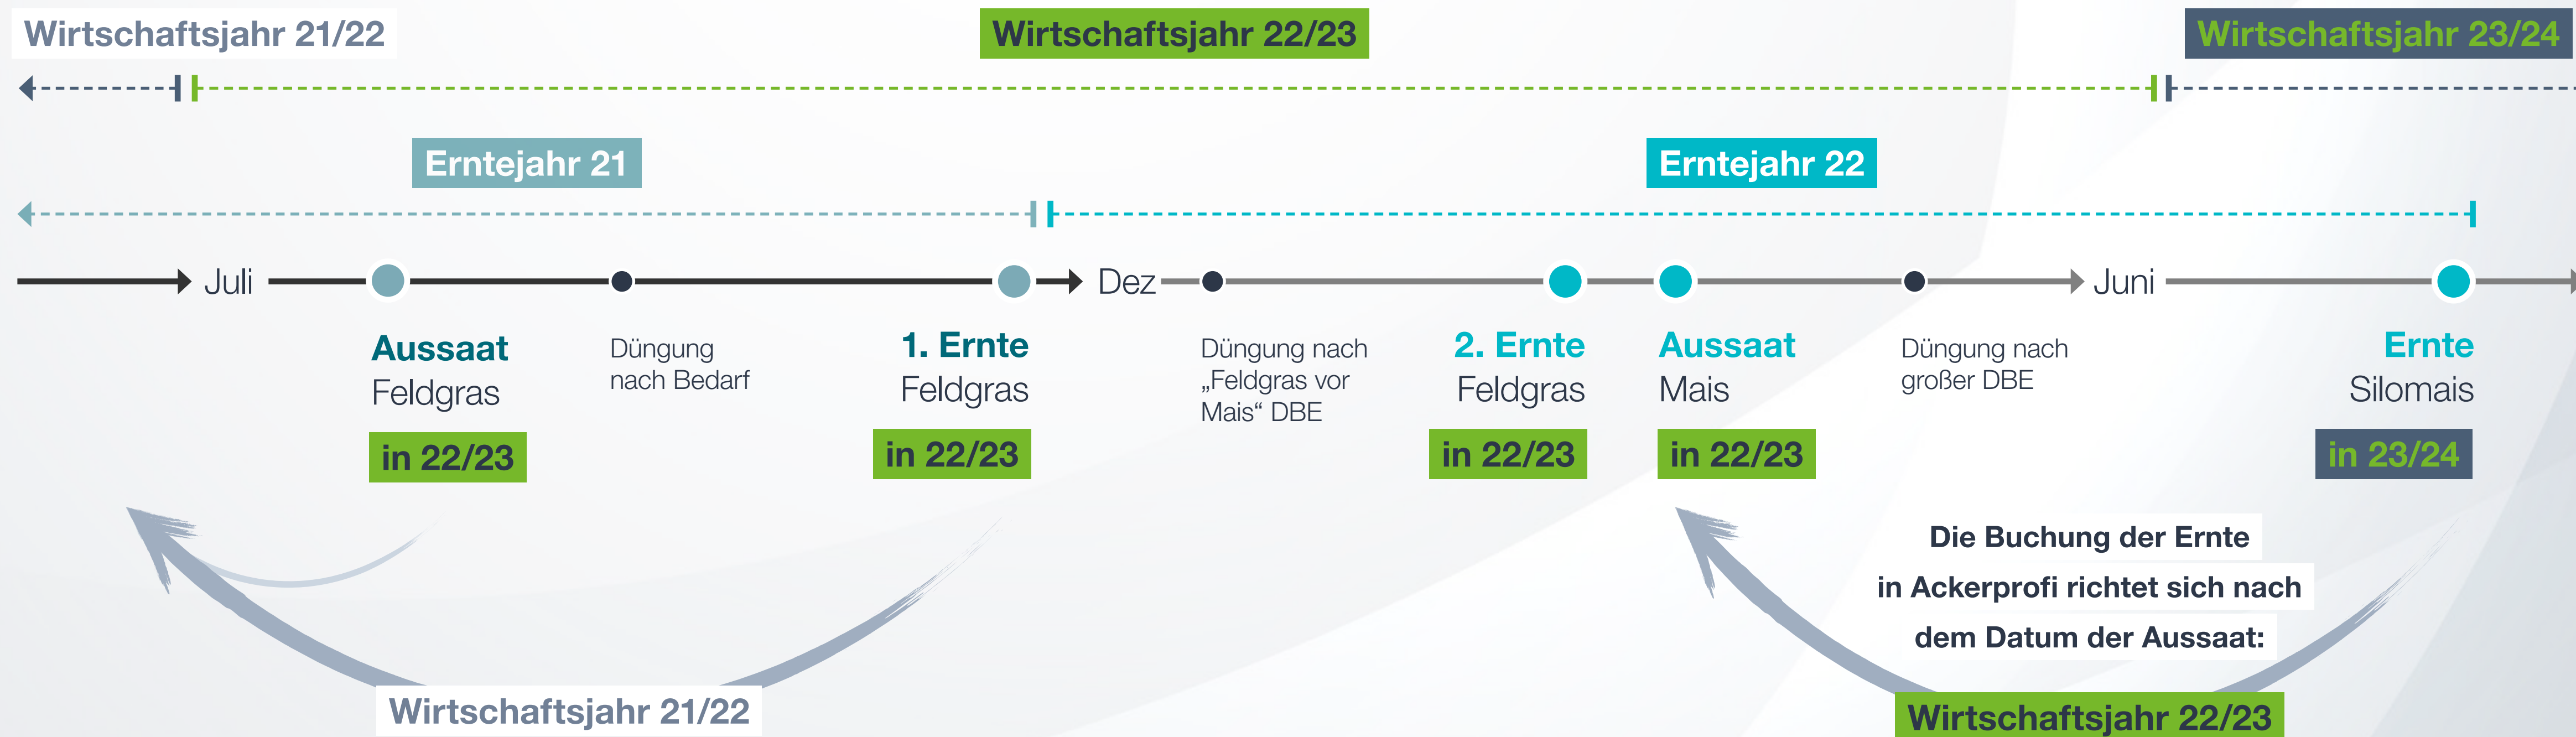 Wirtschaftsjahr 21/22
Wirtschaftsjahr 22/23
Wirtschaftsjahr 23/24
Erntejahr 21
Erntejahr 22
Juli
Dez
Juni
Aussaat
Feldgras
in 22/23
Düngung
nach Bedarf
1. Ernte
Feldgras
in 22/23
Düngung nach
„Feldgras vor
Mais“ DBE
2. Ernte
Feldgras
in 22/23
Aussaat
Mais
in 22/23
Düngung nach
großer DBE
Ernte
Silomais
in 23/24
Die Buchung der Ernte
in Ackerprofi richtet sich nach
dem Datum der Aussaat:
Wirtschaftsjahr 21/22
Wirtschaftsjahr 22/23